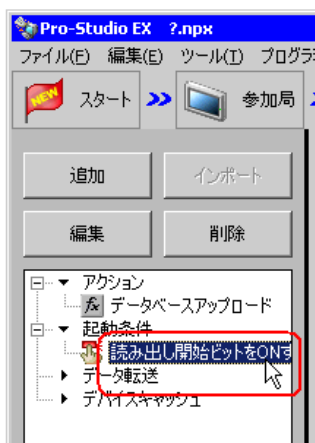 Pro-Studio EX ?.npx
ファイル(F) 編集(E) ツール(T) プログラ
NEW スタート 参加局
追加 インポート
編集 削除
アクション
fx データベースアップロード
起動条件
読み出し開始ビットをONす
データ転送
デバイスキャッシュ